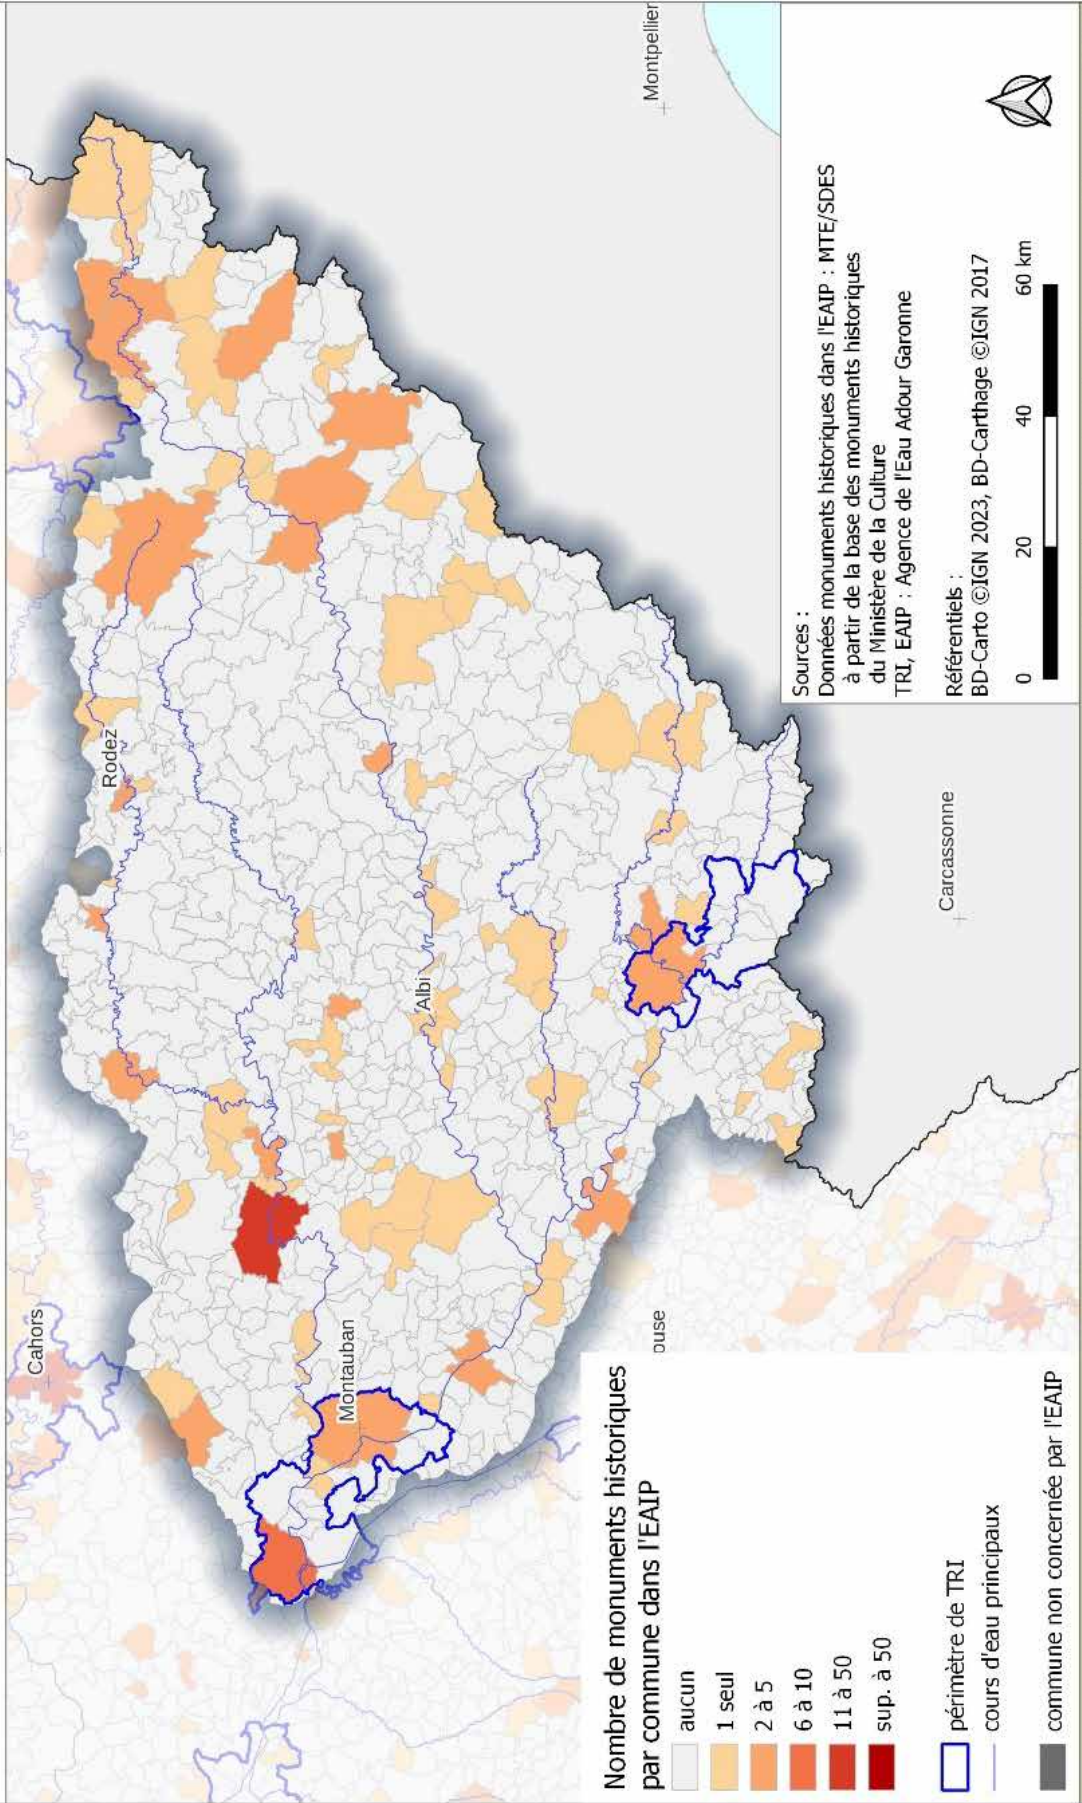 Montpellier
Rodez
Cahors
Albi
Montauban
Carcassonne
ouse
Nombre de monuments historiques
par commune dans l'EAIP
aucun
1 seul
2 à 5
6 à 10
11 à 50
sup. à 50
périmètre de TRI
cours d'eau principaux
commune non concernée par l'EAIP
Sources :
Données monuments historiques dans l'EAIP : MTE/SDES
à partir de la base des monuments historiques
du Ministère de la Culture
TRI, EAIP : Agence de l'Eau Adour Garonne
Référentiels :
BD-Carto ©IGN 2023, BD-Carthage ©IGN 2017
0 20 40 60 km